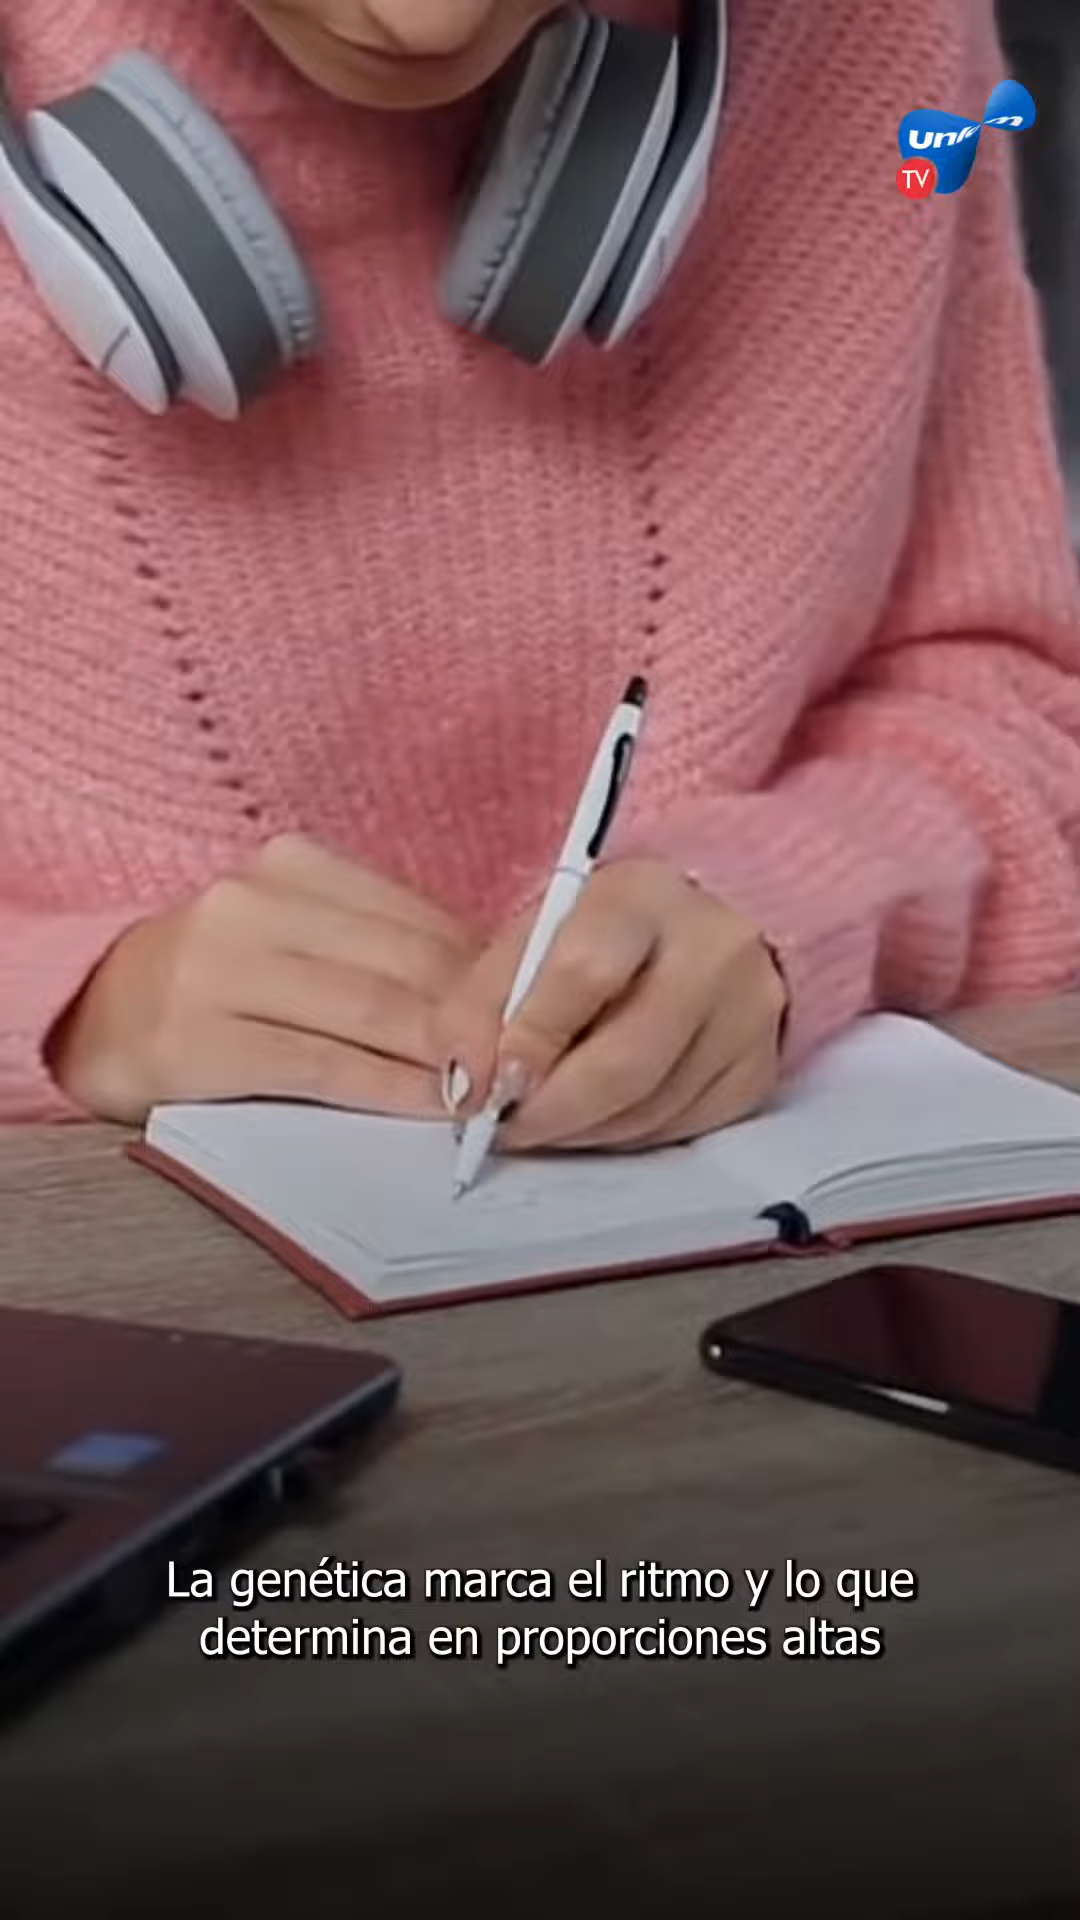 TV
La genética marca el ritmo y lo que
determina en proporciones altas